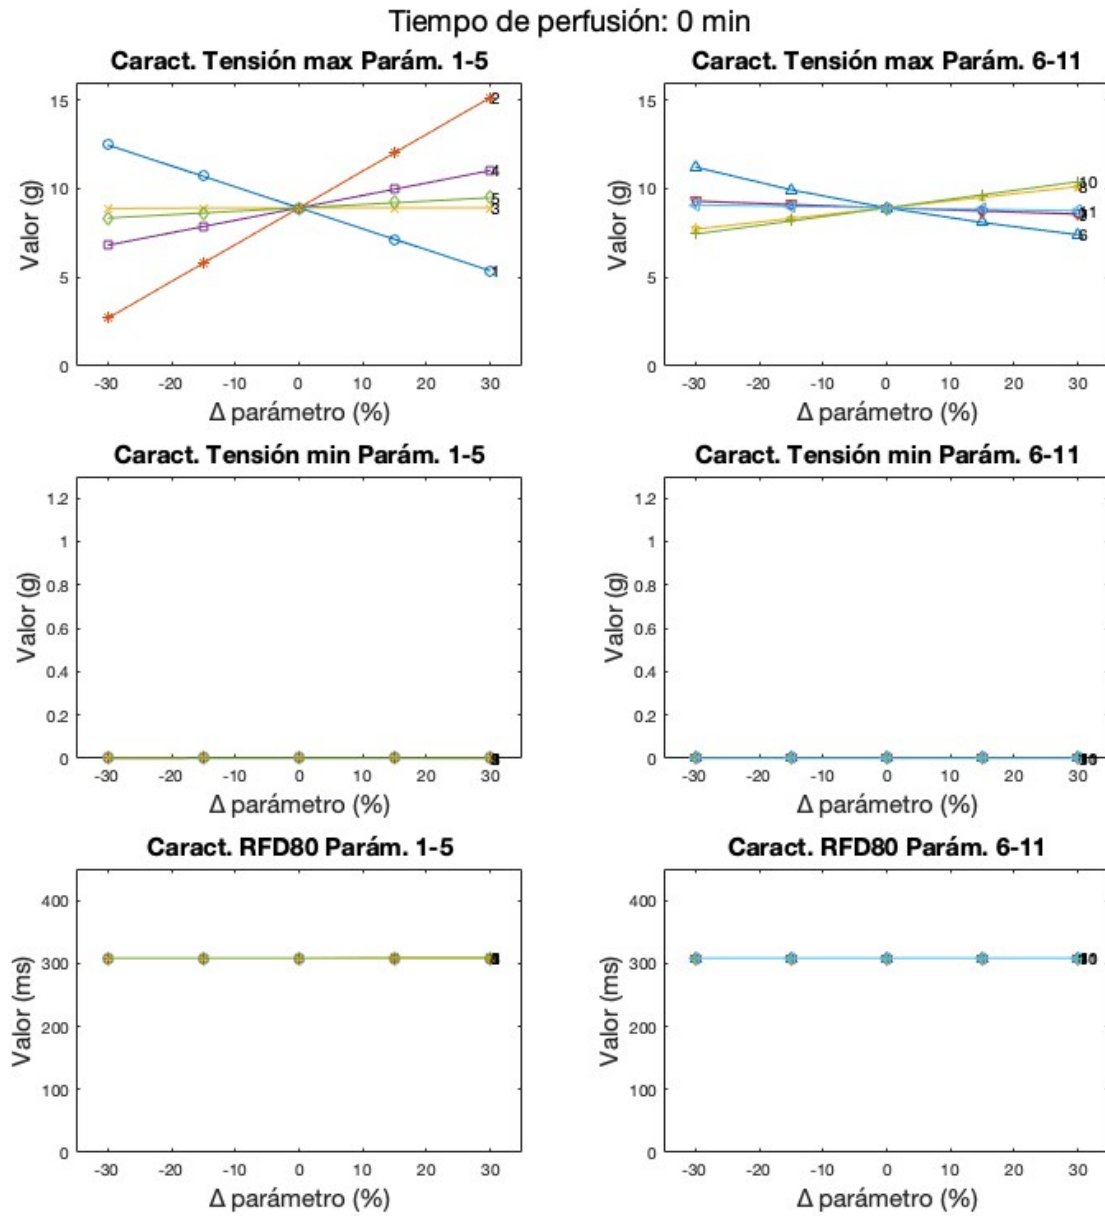 Tiempo de perfusión: 0 min
Caract. Tensión max Parám. 1-5
Valor (g)
15
10
5
0
2
4
5
3
1
-30 -20 -10 0 10 20 30
Δ parámetro (%)
Caract. Tensión max Parám. 6-11
Valor (g)
15
10
5
0
10
8
11
6
-30 -20 -10 0 10 20 30
Δ parámetro (%)
Caract. Tensión min Parám. 1-5
Valor (g)
1.2
1
0.8
0.6
0.4
0.2
0
-30 -20 -10 0 10 20 30
Δ parámetro (%)
Caract. Tensión min Parám. 6-11
Valor (g)
1.2
1
0.8
0.6
0.4
0.2
0
-30 -20 -10 0 10 20 30
Δ parámetro (%)
Caract. RFD80 Parám. 1-5
Valor (ms)
400
300
200
100
0
-30 -20 -10 0 10 20 30
Δ parámetro (%)
Caract. RFD80 Parám. 6-11
Valor (ms)
400
300
200
100
0
-30 -20 -10 0 10 20 30
Δ parámetro (%)